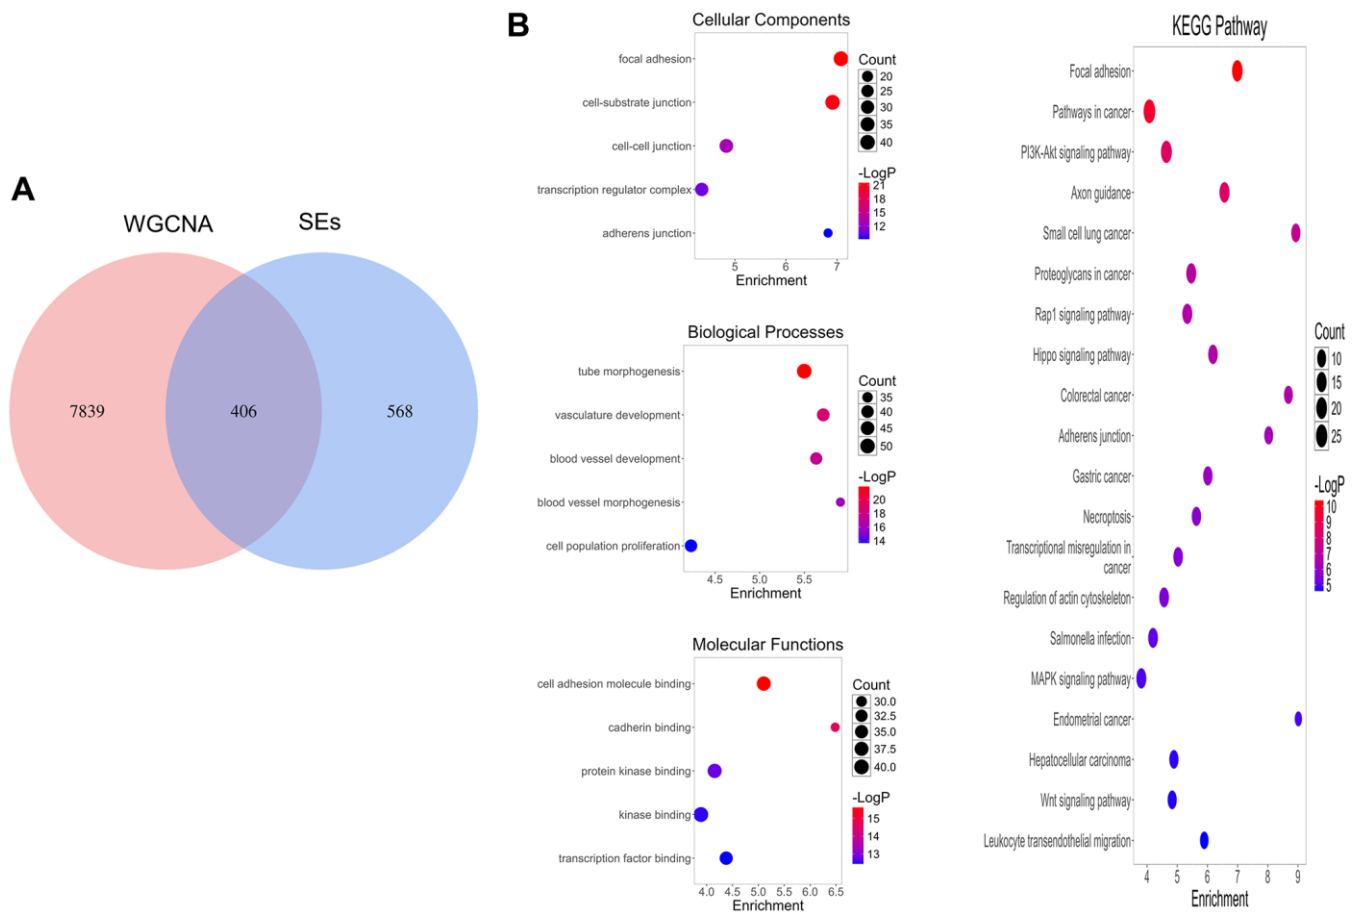 A
WGCNA
SEs
7839
406
568
B
Cellular Components
focal adhesion
cell-substrate junction
cell-cell junction
transcription regulator complex
adherens junction
5
6
7
Enrichment
Count
20
25
30
35
40
-LogP
21
18
15
12
Biological Processes
tube morphogenesis
vasculature development
blood vessel development
blood vessel morphogenesis
cell population proliferation
4.5
5.0
5.5
Enrichment
Count
35
40
45
50
-LogP
20
18
16
14
Molecular Functions
cell adhesion molecule binding
cadherin binding
protein kinase binding
kinase binding
transcription factor binding
4.0
4.5
5.0
5.5
6.0
6.5
Enrichment
Count
30.0
32.5
35.0
37.5
40.0
-LogP
15
14
13
KEGG Pathway
Focal adhesion
Pathways in cancer
PI3K-Akt signaling pathway
Axon guidance
Small cell lung cancer
Proteoglycans in cancer
Rap1 signaling pathway
Hippo signaling pathway
Colorectal cancer
Adherens junction
Gastric cancer
Necroptosis
Transcriptional misregulation in
cancer
Regulation of actin cytoskeleton
Salmonella infection
MAPK signaling pathway
Endometrial cancer
Hepatocellular carcinoma
Wnt signaling pathway
Leukocyte transendothelial migration
4
5
6
7
8
9
Enrichment
Count
10
15
20
25
-LogP
10
9
8
7
6
5